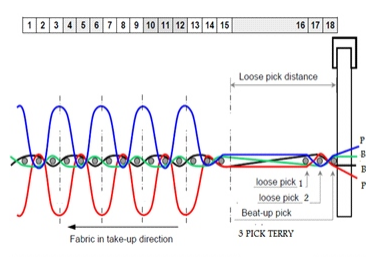 1 2 3 4 5 6 7 8 9 10 11 12 13 14 15 16 17 18
Loose pick distance
P
B
B
P
loose pick 1
loose pick 2
Beat-up pick
Fabric in take-up direction
3 PICK TERRY